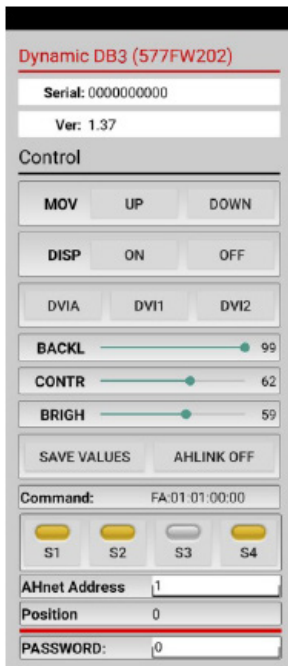 Dynamic DB3 (577FW202)
Serial: 0000000000
Ver: 1.37
Control
MOV UP DOWN
DISP ON OFF
DVIA DVI1 DVI2
BACKL 99
CONTR 62
BRIGH 59
SAVE VALUES AHLINK OFF
Command: FA:01:01:00:00
S1 S2 S3 S4
AHnet Address 1
Position 0
PASSWORD: 0